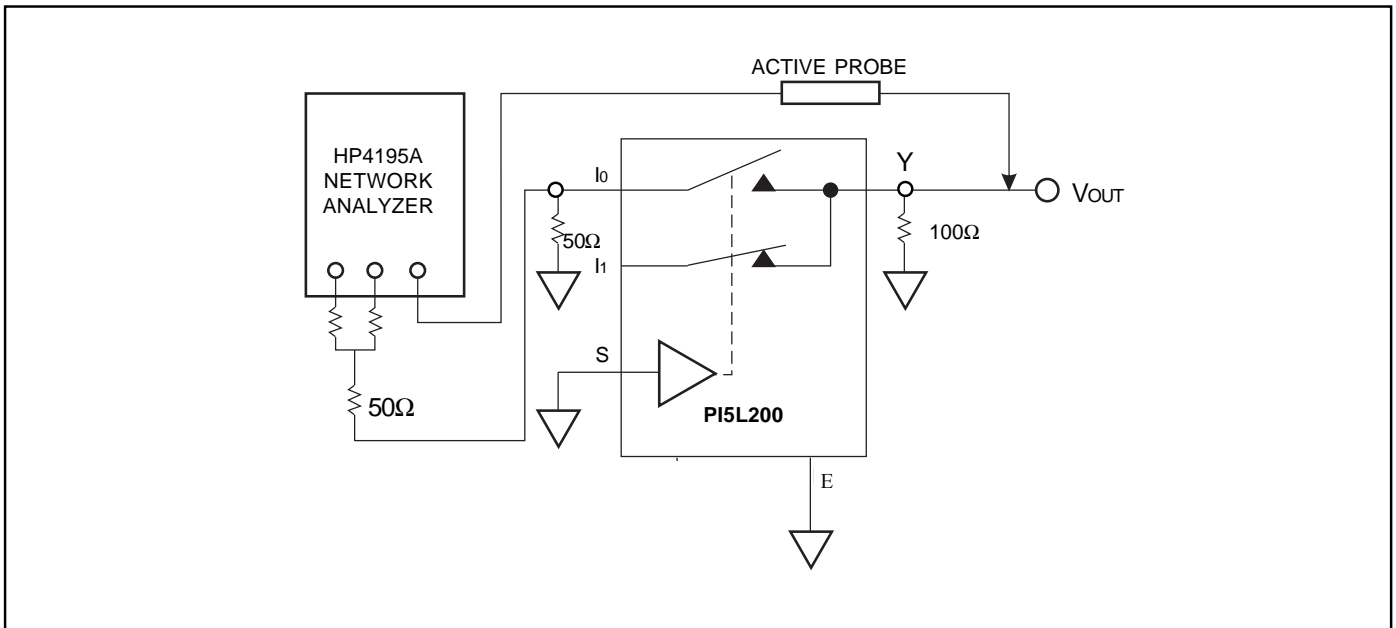 ACTIVE PROBE
HP4195A
NETWORK
ANALYZER
I0
Y
VOUT
50Ω
100Ω
I1
S
50Ω
PI5L200
E